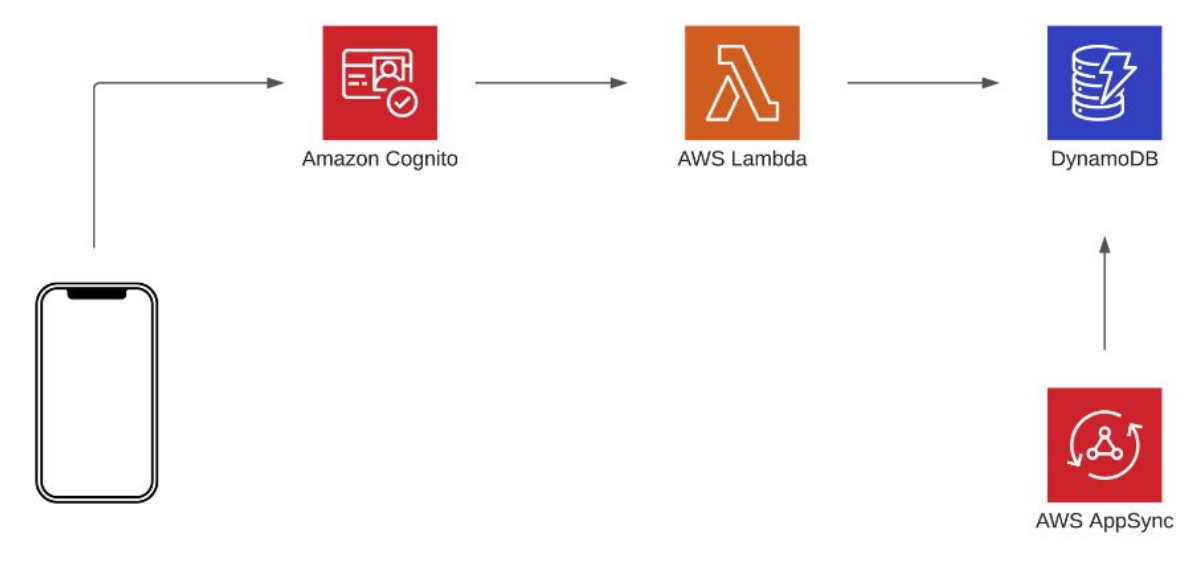 Amazon Cognito
AWS Lambda
DynamoDB
AWS AppSync